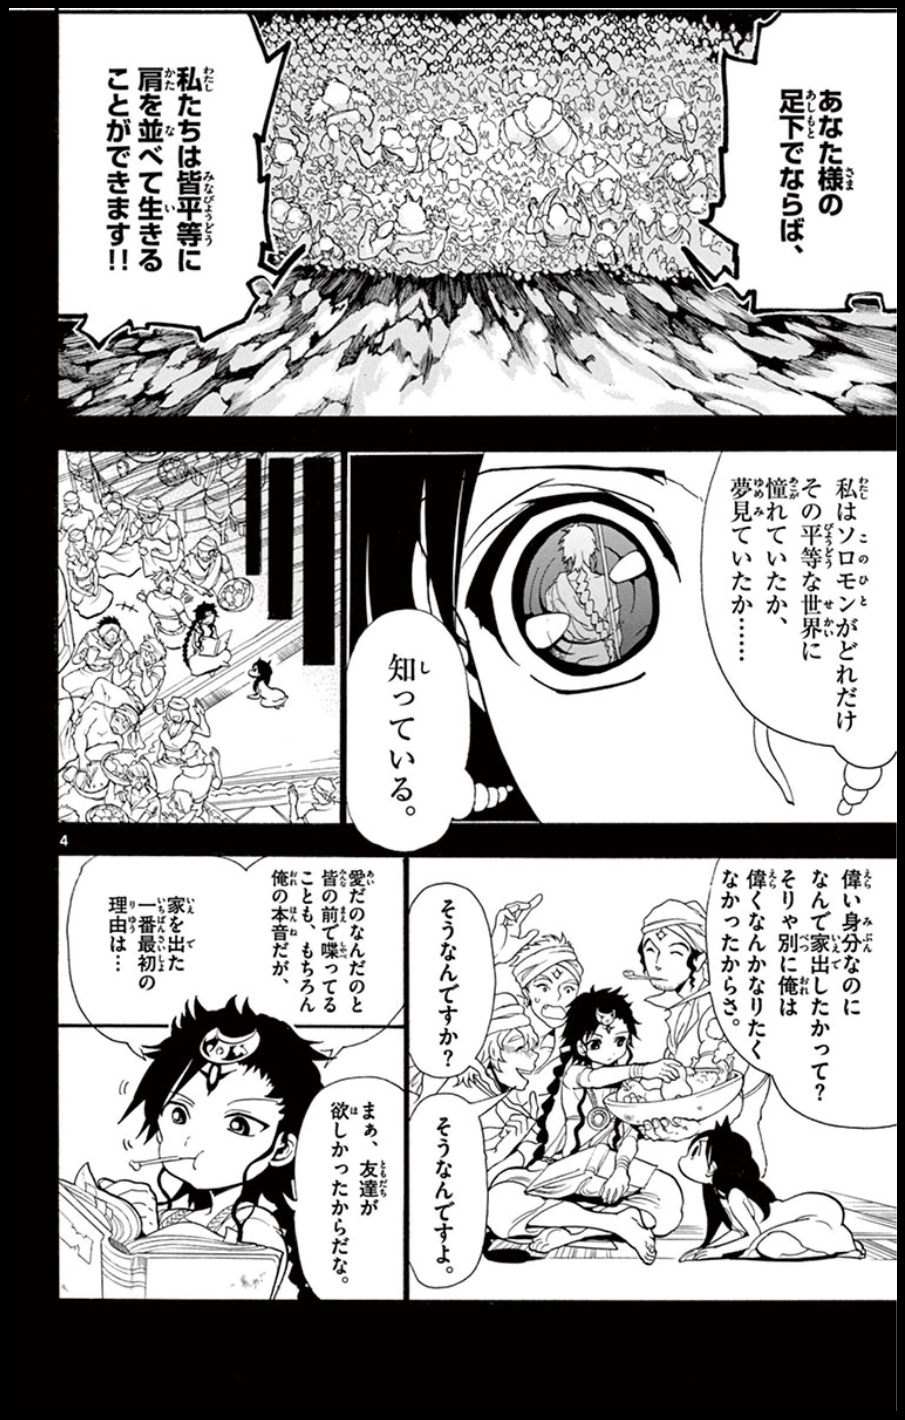 あなた様の
足下でならば、
私たちは皆平等に
肩を並べて生きる
ことができます!!
私はソロモンがどれだけ
その平等な世界に
憧れていたか、
夢見ていたか……
知っている。
偉い身分なのに
なんで家出したかって?
そりゃ別に俺は
偉くなんかなりたく
なかったからさ。
そうなんですか?
そうなんですよ。
愛だのなんだのと
皆の前で喋ってる
ことも、もちろん
俺の本音だが、
家を出た
一番最初の
理由は…
まぁ、友達が
欲しかったからだな。
4